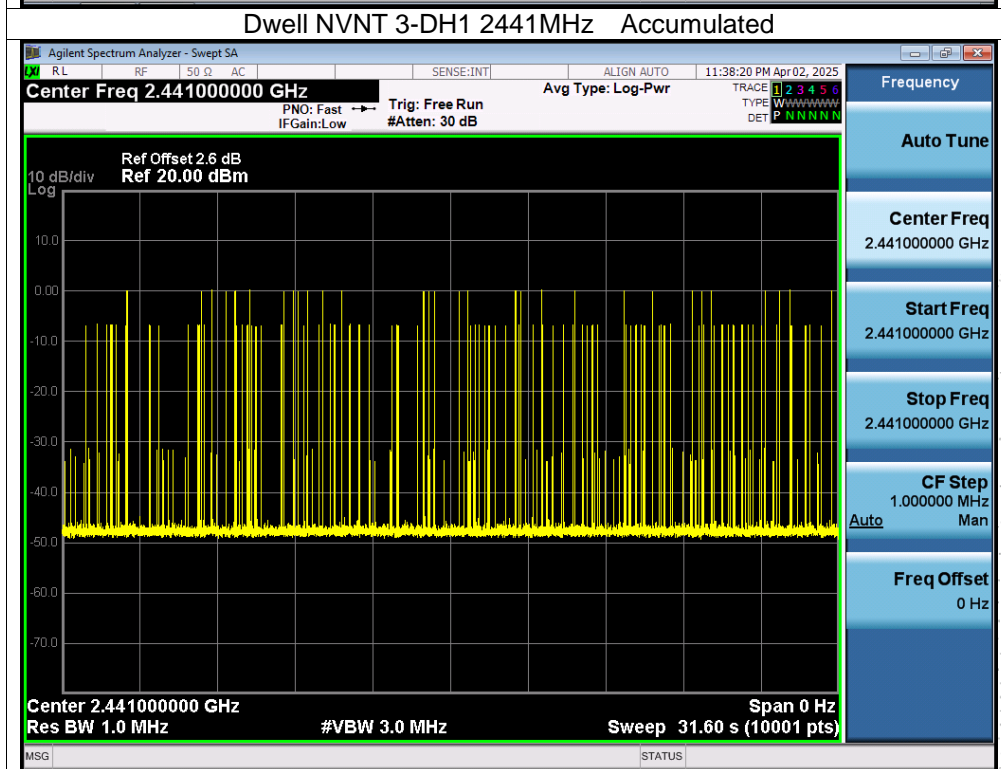 Dwell NVNT 3-DH1 2441MHz Accumulated
Agilent Spectrum Analyzer - Swept SA
LXI RL RF 50 Ω AC SENSE:INT ALIGN AUTO 11:38:20 PM Apr 02, 2025
Center Freq 2.441000000 GHz
PNO: Fast
IFGain:Low
Trig: Free Run
#Atten: 30 dB
Avg Type: Log-Pwr
TRACE 1 2 3 4 5 6
TYPE WWWWWWW
DET P N N N N N
Ref Offset 2.6 dB
10 dB/div Ref 20.00 dBm
Log
10.0
0.00
-10.0
-20.0
-30.0
-40.0
-50.0
-60.0
-70.0
Center 2.441000000 GHz Span 0 Hz
Res BW 1.0 MHz #VBW 3.0 MHz Sweep 31.60 s (10001 pts)
MSG STATUS
Frequency
Auto Tune
Center Freq
2.441000000 GHz
Start Freq
2.441000000 GHz
Stop Freq
2.441000000 GHz
CF Step
1.000000 MHz
Auto Man
Freq Offset
0 Hz